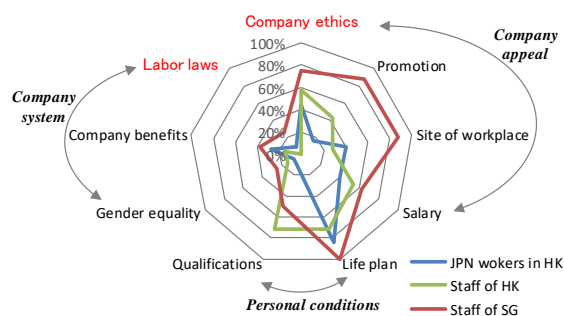 Company ethics
Company
appeal
100%
80%
60%
40%
20%
0%
Labor laws
Promotion
Company
system
Company benefits
Site of workplace
Gender equality
Salary
Qualifications
Life plan
Personal conditions
JPN wokers in HK
Staff of HK
Staff of SG